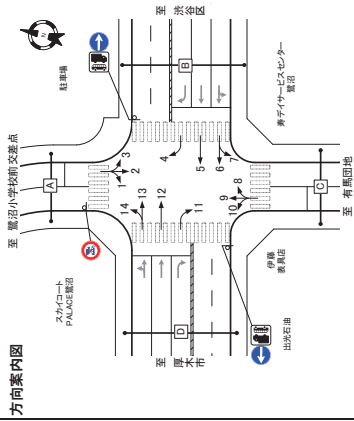 方向案内図
至 鷺沼小学校前 交差点
スカイコート
PALACE鷺沼
駐車場
至 渋谷区
寿デイサービスセンター
鷺沼
至 有馬団地
伊藤
表具店
出光石油
至 厚木市
N
A
B
C
D
1
2
3
4
5
6
7
8
9
10
11
12
13
14
P
d
d